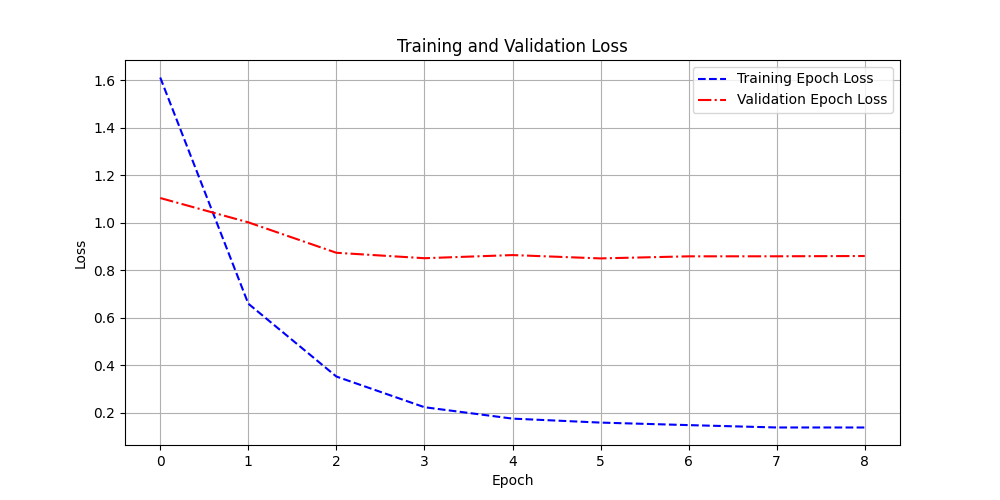 Training and Validation Loss
Training Epoch Loss
Validation Epoch Loss
1.6
1.4
1.2
1.0
0.8
0.6
0.4
0.2
Loss
0 1 2 3 4 5 6 7 8
Epoch